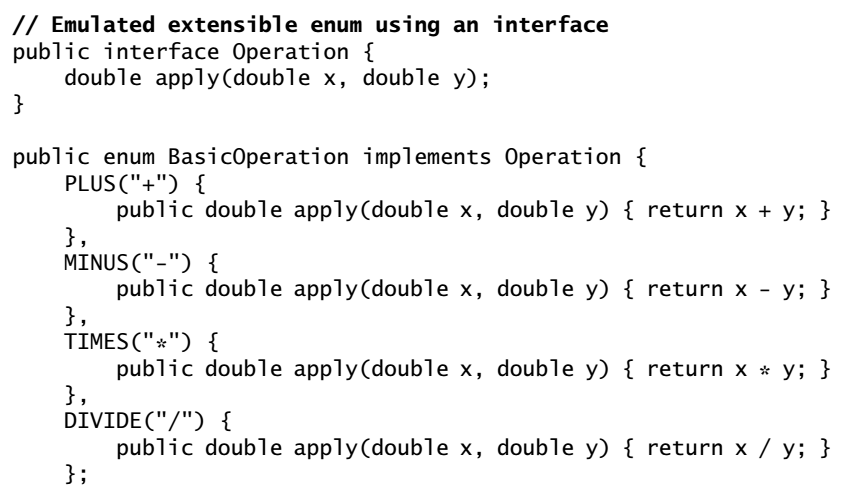 // Emulated extensible enum using an interface
public interface Operation {
    double apply(double x, double y);
}

public enum BasicOperation implements Operation {
    PLUS("+") {
        public double apply(double x, double y) { return x + y; }
    },
    MINUS("-") {
        public double apply(double x, double y) { return x - y; }
    },
    TIMES("*") {
        public double apply(double x, double y) { return x * y; }
    },
    DIVIDE("/") {
        public double apply(double x, double y) { return x / y; }
    };